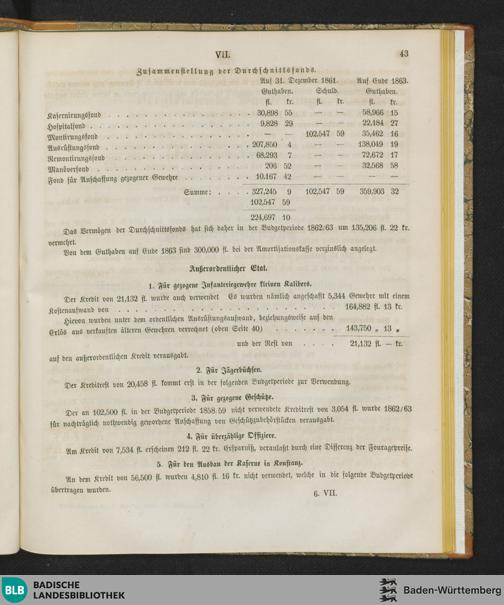 VII. 43
Zusammenstellung der Durchschnittsfonds.
Auf 31. Dezember 1861. Auf Ende 1863.
Guthaben. Schuld. Guthaben.
fl. kr. fl. kr. fl. kr.
Kasernirungsfond . . . 30,898 55 — — 58,966 15
Hospitalfond . . . 9,828 29 — — 22,184 27
Montirungsfond . . . — — 102,547 59 35,462 16
Ausrüstungsfond . . . 207,850 4 — — 138,049 19
Remontirungsfond . . . 68,293 7 — — 72,672 17
Manöverfond . . . 206 52 — — 32,568 58
Fond für Anschaffung gezogener Gewehre . . . 10,167 42
Summe: . . . . 327,245 9 102,547 59 359,903 32
102,547 59
224,697 10
Das Vermögen der Durchschnittsfonds hat sich daher in der Budgetperiode 1862/63 um 135,206 fl. 22 kr.
vermehrt.
Von dem Guthaben auf Ende 1863 sind 300,000 fl. bei der Amortisationskasse verzinslich angelegt.
Außerordentlicher Etat.
1. Für gezogene Infanteriegewehre kleinen Kalibers.
Der Kredit von 21,132 fl. wurde auch verwendet Es wurden nämlich angeschafft 5,344 Gewehre mit einem
Kostenaufwand von . . . 164,882 fl. 13 kr.
Hievon wurden unter dem ordentlichen Ausrüstungsaufwand, beziehungsweise auf den
Erlös aus verkauften älteren Gewehren verrechnet (oben Seite 40) . . . 143,750 „ 13 „
und der Rest von . . . 21,132 fl. — kr.
auf den außerordentlichen Kredit verausgabt.
2. Für Jägerbüchsen.
Der Kreditrest von 20,458 fl. kommt erst in der folgenden Budgetperiode zur Verwendung.
3. Für gezogene Geschütze.
Der an 102,500 fl. in der Budgetperiode 1858/59 nicht verwendete Kreditrest von 3,054 fl. wurde 1862/63
für nachträglich nothwendig gewordene Anschaffung von Geschützzubehörstücken verausgabt.
4. Für überzählige Offiziere.
Am Kredit von 7,534 fl. erscheinen 212 fl. 22 kr. Ersparniß, veranlaßt durch eine Differenz der Fouragepreise.
5. Für den Ausbau der Kaserne in Konstanz.
An dem Kredit von 56,500 fl. wurden 4,810 fl. 16 kr. nicht verwendet, welche in die folgende Budgetperiode
übertragen wurden.
6. VII.
BLB BADISCHE
LANDESBIBLIOTHEK
Baden-Württemberg